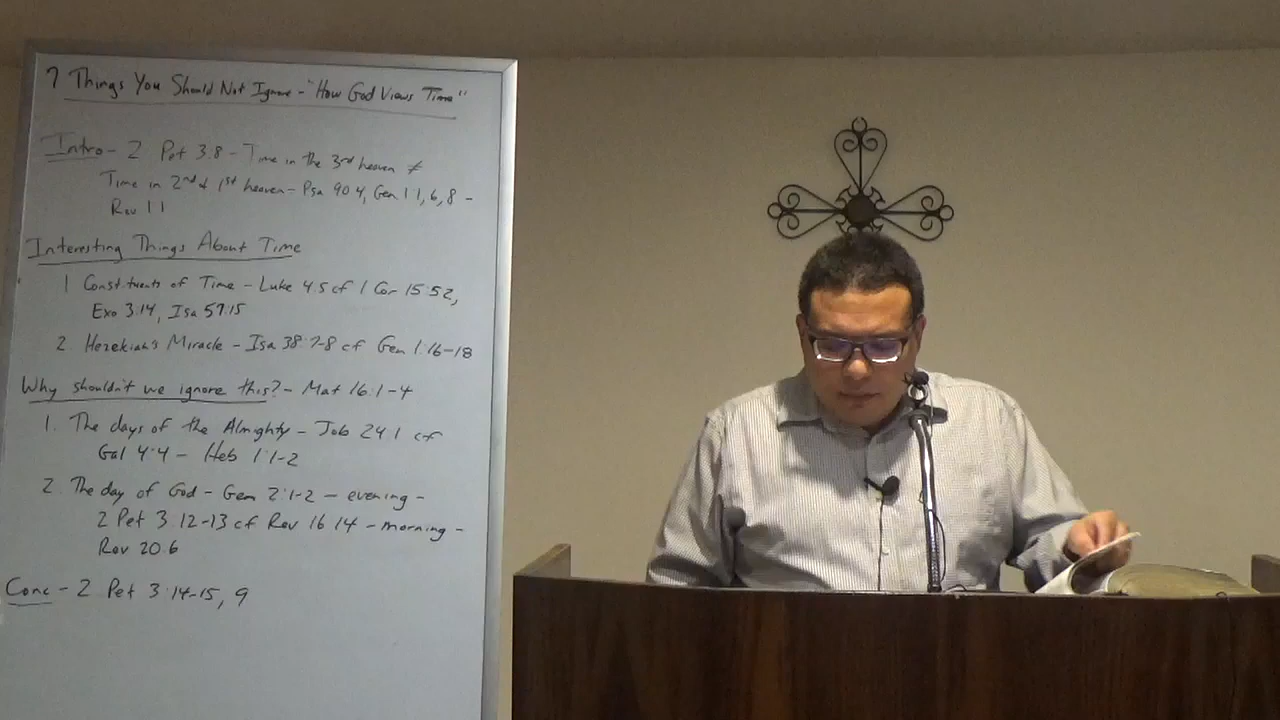 7 Things You Should Not Ignore - "How God Views Time"
Intro - 2 Pet 3:8 - Time in the 3rd heaven ≠
Time in 2nd & 1st heaven - Psa 90:4, Gen 1:1, 6, 8 -
Rev 1:1
Interesting Things About Time
1 Constituents of Time - Luke 4:5 cf 1 Cor 15:52,
Exo 3:14, Isa 57:15
2 Hezekiah's Miracle - Isa 38:7-8 cf Gen 1:16-18
Why shouldn't we ignore this? - Mat 16:1-4
1. The days of the Almighty - Job 24:1 cf
Gal 4:4 - Heb 1:1-2
2. The day of God - Gen 2:1-2 - evening -
2 Pet 3:12-13 cf Rev 16:14 - morning -
Rev 20:6
Conc - 2 Pet 3:14-15, 9